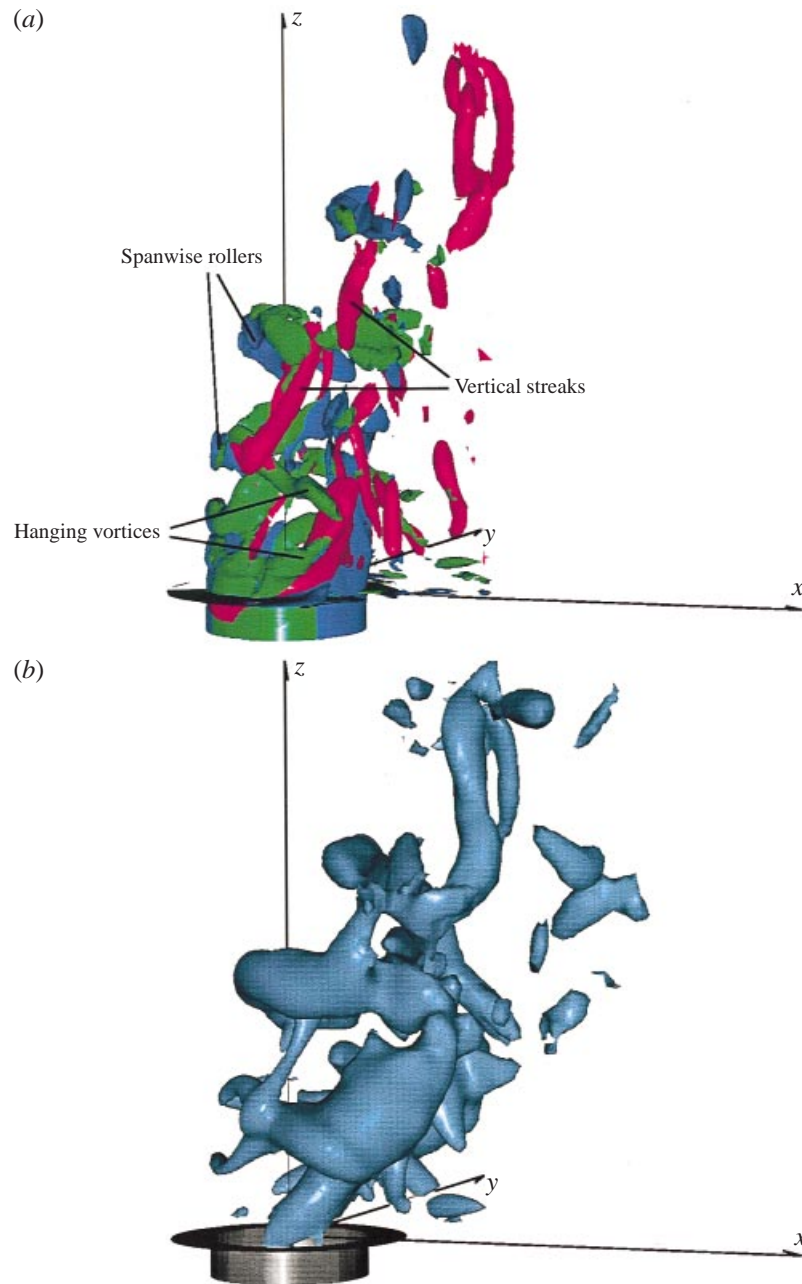 (a)
z
Spanwise rollers
Vertical streaks
Hanging vortices
y
x
(b)
z
y
x